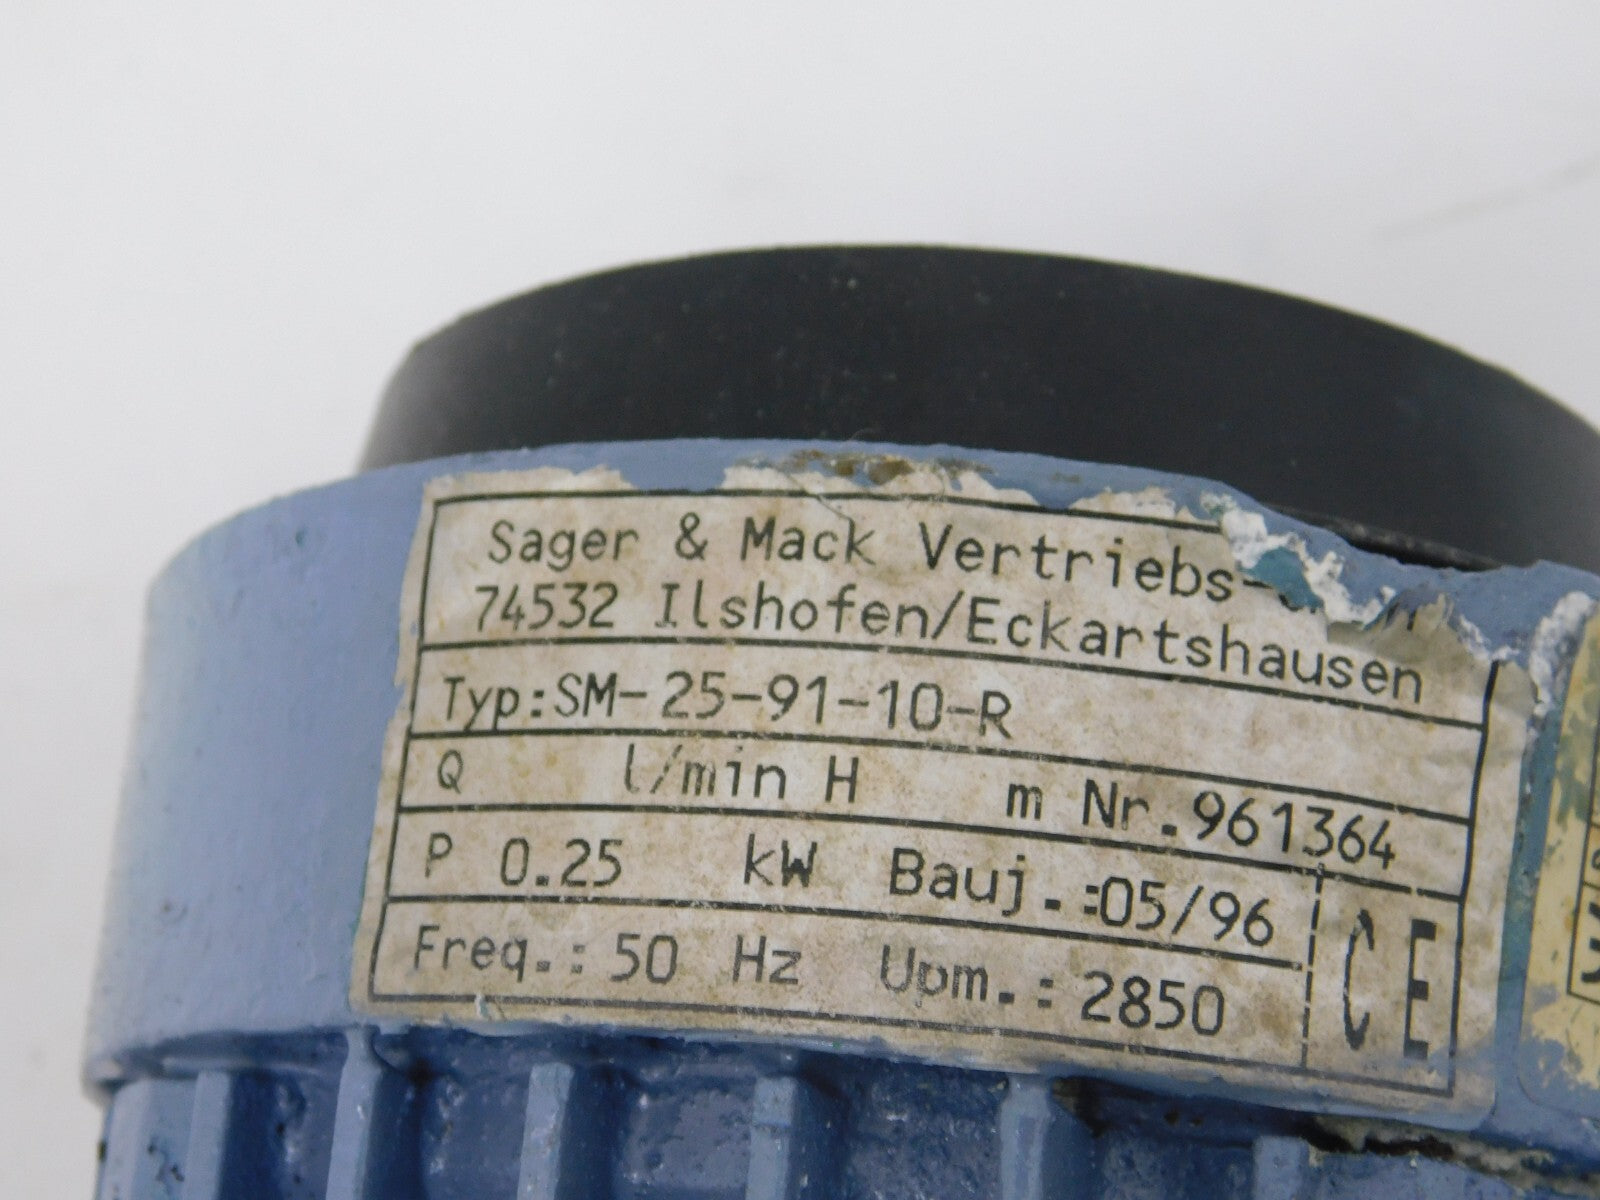 Sager & Mack Vertriebs-
74532 Ilshofen/Eckartshausen
Typ:SM-25-91-10-R
Q l/min H m Nr.961364
P 0.25 kW Bauj.:05/96
Freq.: 50 Hz Upm.: 2850
CE